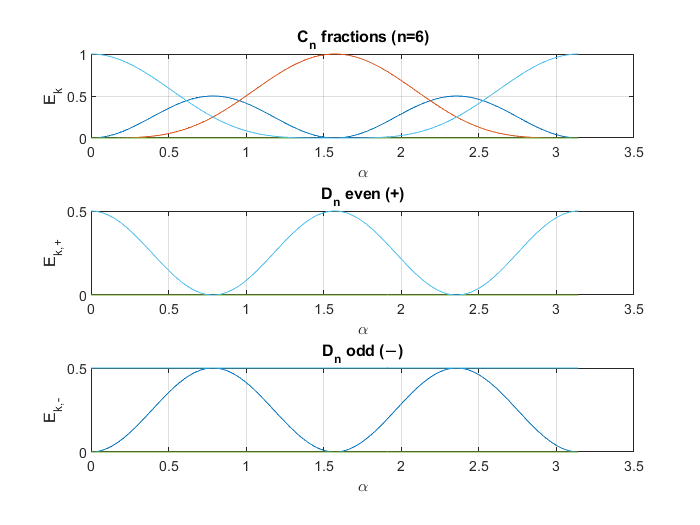 C_n fractions (n=6)
1
0.5
0
E_k
0 0.5 1 1.5 2 2.5 3 3.5
α
D_n even (+)
0.5
0
E_k,+
0 0.5 1 1.5 2 2.5 3 3.5
α
D_n odd (−)
0.5
0
E_k,-
0 0.5 1 1.5 2 2.5 3 3.5
α